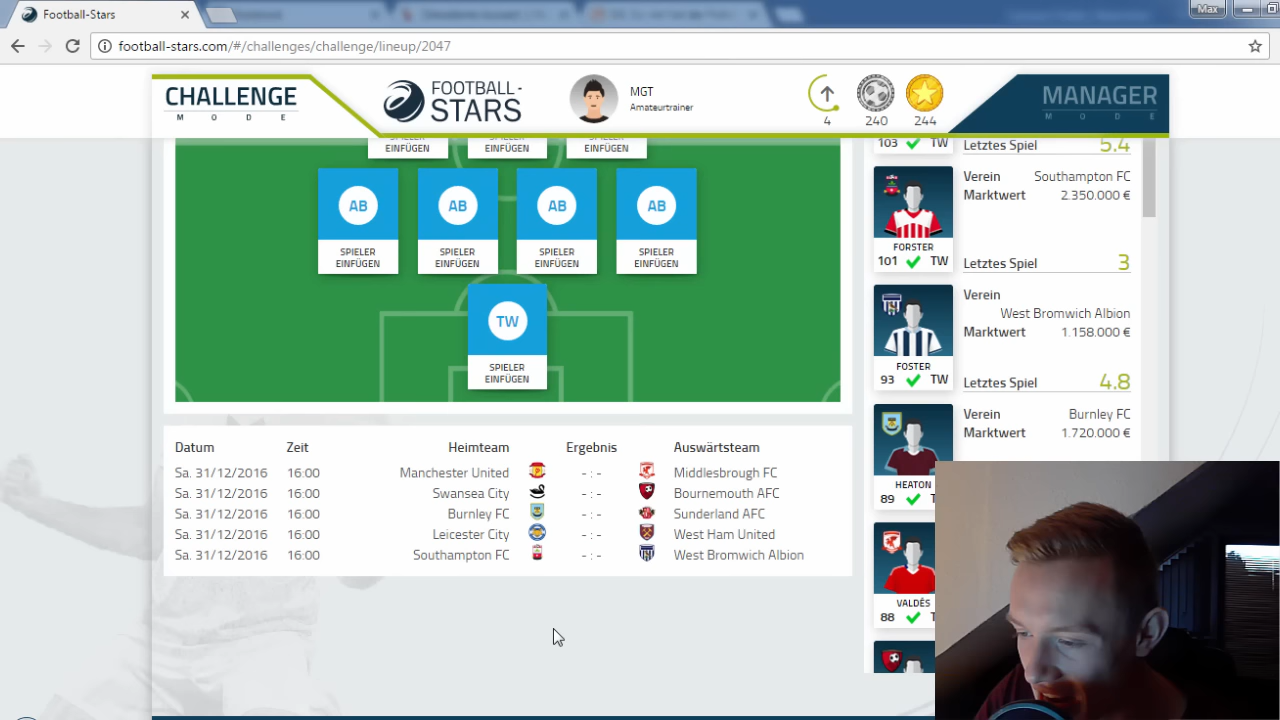 Football-Stars
Max
football-stars.com/#/challenges/challenge/lineup/2047
CHALLENGE
MODE
FOOTBALL-
STARS
MGT
Amateurtrainer
4
240
244
MANAGER
MODE
EINFÜGEN
EINFÜGEN
EINFÜGEN
AB
AB
AB
AB
SPIELER
EINFÜGEN
SPIELER
EINFÜGEN
SPIELER
EINFÜGEN
SPIELER
EINFÜGEN
TW
SPIELER
EINFÜGEN
103 TW
Letztes Spiel 5.4
Verein Southampton FC
Marktwert 2.350.000 €
FORSTER
101 TW
Letztes Spiel 3
Verein
West Bromwich Albion
Marktwert 1.158.000 €
FOSTER
93 TW
Letztes Spiel 4.8
Verein Burnley FC
Marktwert 1.720.000 €
HEATON
89
VALDÉS
88
Datum Zeit Heimteam Ergebnis Auswärtsteam
Sa. 31/12/2016 16:00 Manchester United - : - Middlesbrough FC
Sa. 31/12/2016 16:00 Swansea City - : - Bournemouth AFC
Sa. 31/12/2016 16:00 Burnley FC - : - Sunderland AFC
Sa. 31/12/2016 16:00 Leicester City - : - West Ham United
Sa. 31/12/2016 16:00 Southampton FC - : - West Bromwich Albion